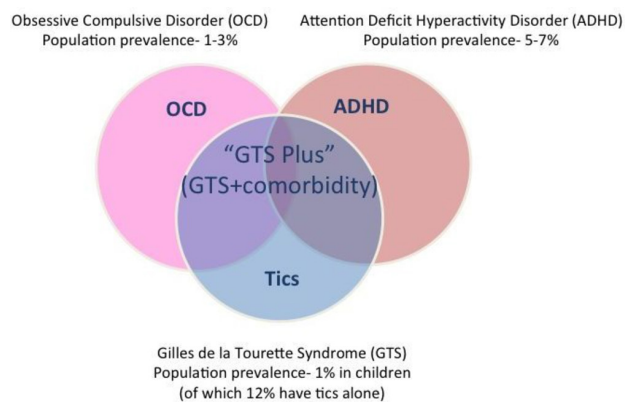 Obsessive Compulsive Disorder (OCD)
Population prevalence- 1-3%
Attention Deficit Hyperactivity Disorder (ADHD)
Population prevalence- 5-7%
OCD
ADHD
“GTS Plus”
(GTS+comorbidity)
Tics
Gilles de la Tourette Syndrome (GTS)
Population prevalence- 1% in children
(of which 12% have tics alone)